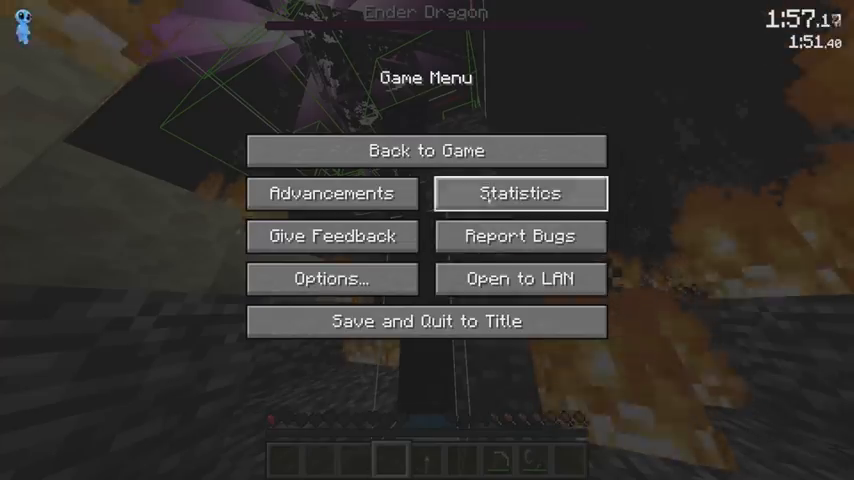 Ender Dragon
1:57.17
1:51.40
Game Menu
Back to Game
Advancements
Statistics
Give Feedback
Report Bugs
Options...
Open to LAN
Save and Quit to Title